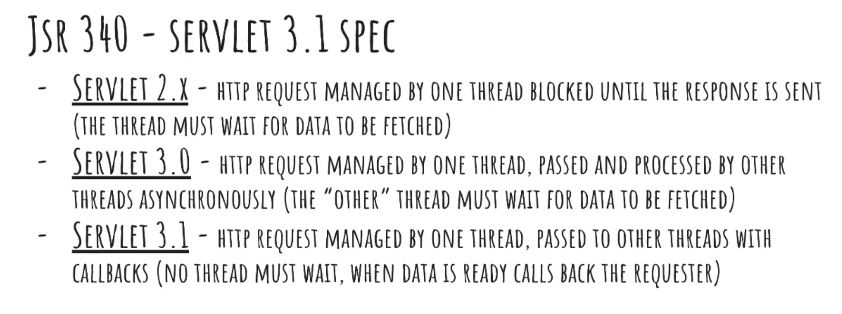 JSR 340 - SERVLET 3.1 SPEC
- SERVLET 2.X - HTTP REQUEST MANAGED BY ONE THREAD BLOCKED UNTIL THE RESPONSE IS SENT
(THE THREAD MUST WAIT FOR DATA TO BE FETCHED)
- SERVLET 3.0 - HTTP REQUEST MANAGED BY ONE THREAD, PASSED AND PROCESSED BY OTHER
THREADS ASYNCHRONOUSLY (THE "OTHER" THREAD MUST WAIT FOR DATA TO BE FETCHED)
- SERVLET 3.1 - HTTP REQUEST MANAGED BY ONE THREAD, PASSED TO OTHER THREADS WITH
CALLBACKS (NO THREAD MUST WAIT, WHEN DATA IS READY CALLS BACK THE REQUESTER)